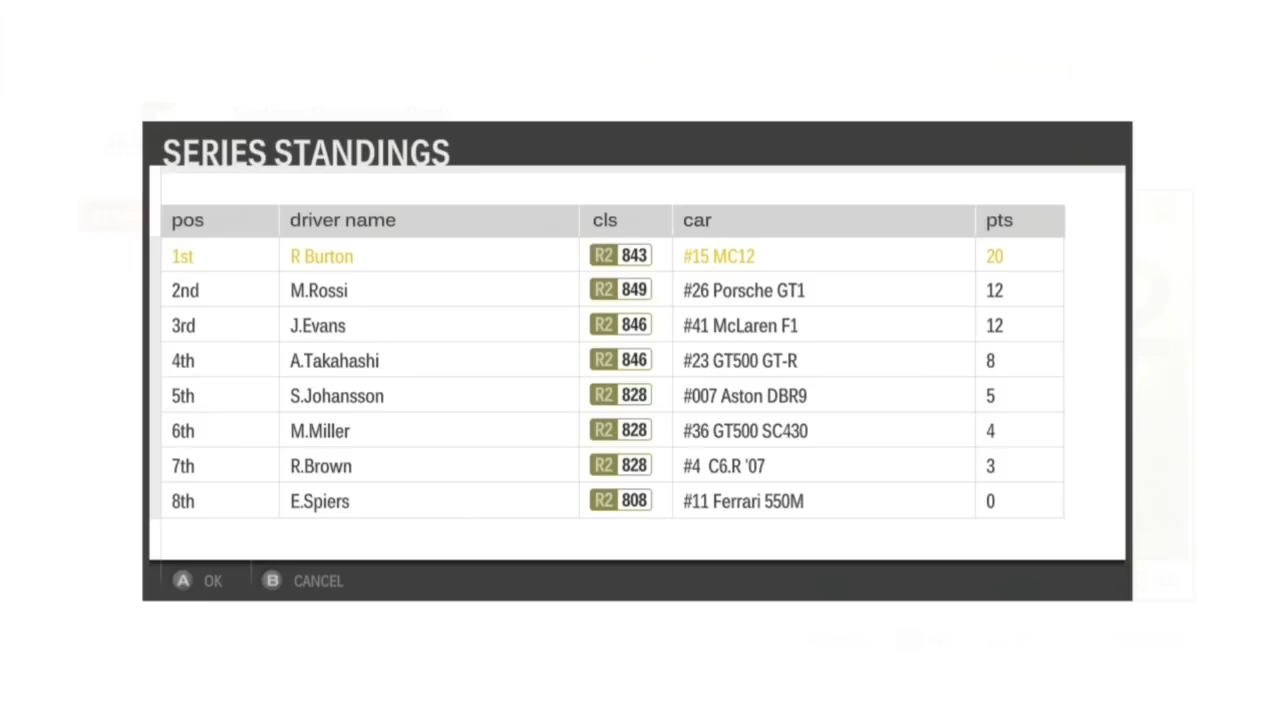 SERIES STANDINGS
pos driver name cls car pts
1st R Burton R2 843 #15 MC12 20
2nd M.Rossi R2 849 #26 Porsche GT1 12
3rd J.Evans R2 846 #41 McLaren F1 12
4th A.Takahashi R2 846 #23 GT500 GT-R 8
5th S.Johansson R2 828 #007 Aston DBR9 5
6th M.Miller R2 828 #36 GT500 SC430 4
7th R.Brown R2 828 #4 C6.R '07 3
8th E.Spiers R2 808 #11 Ferrari 550M 0
A OK B CANCEL